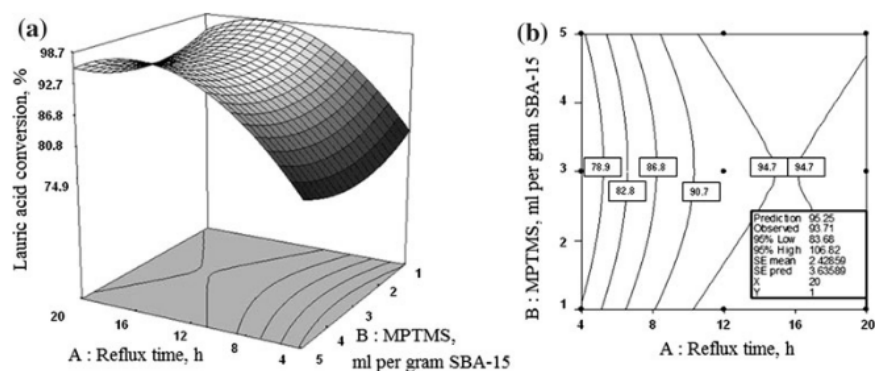 (a)
98.7
92.7
86.8
80.8
74.9
Lauric acid conversion, %
20
16
12
8
4
A : Reflux time, h
1
2
3
4
5
B : MPTMS,
ml per gram SBA-15
(b)
B : MPTMS, ml per gram SBA-15
5
4
3
2
1
78.9
82.8
86.8
90.7
94.7
94.7
Prediction 95.25
Observed 93.71
95% Low 83.68
95% High 106.82
SE mean 2.42859
SE pred 3.63589
X 20
Y 1
4
8
12
16
20
A : Reflux time, h